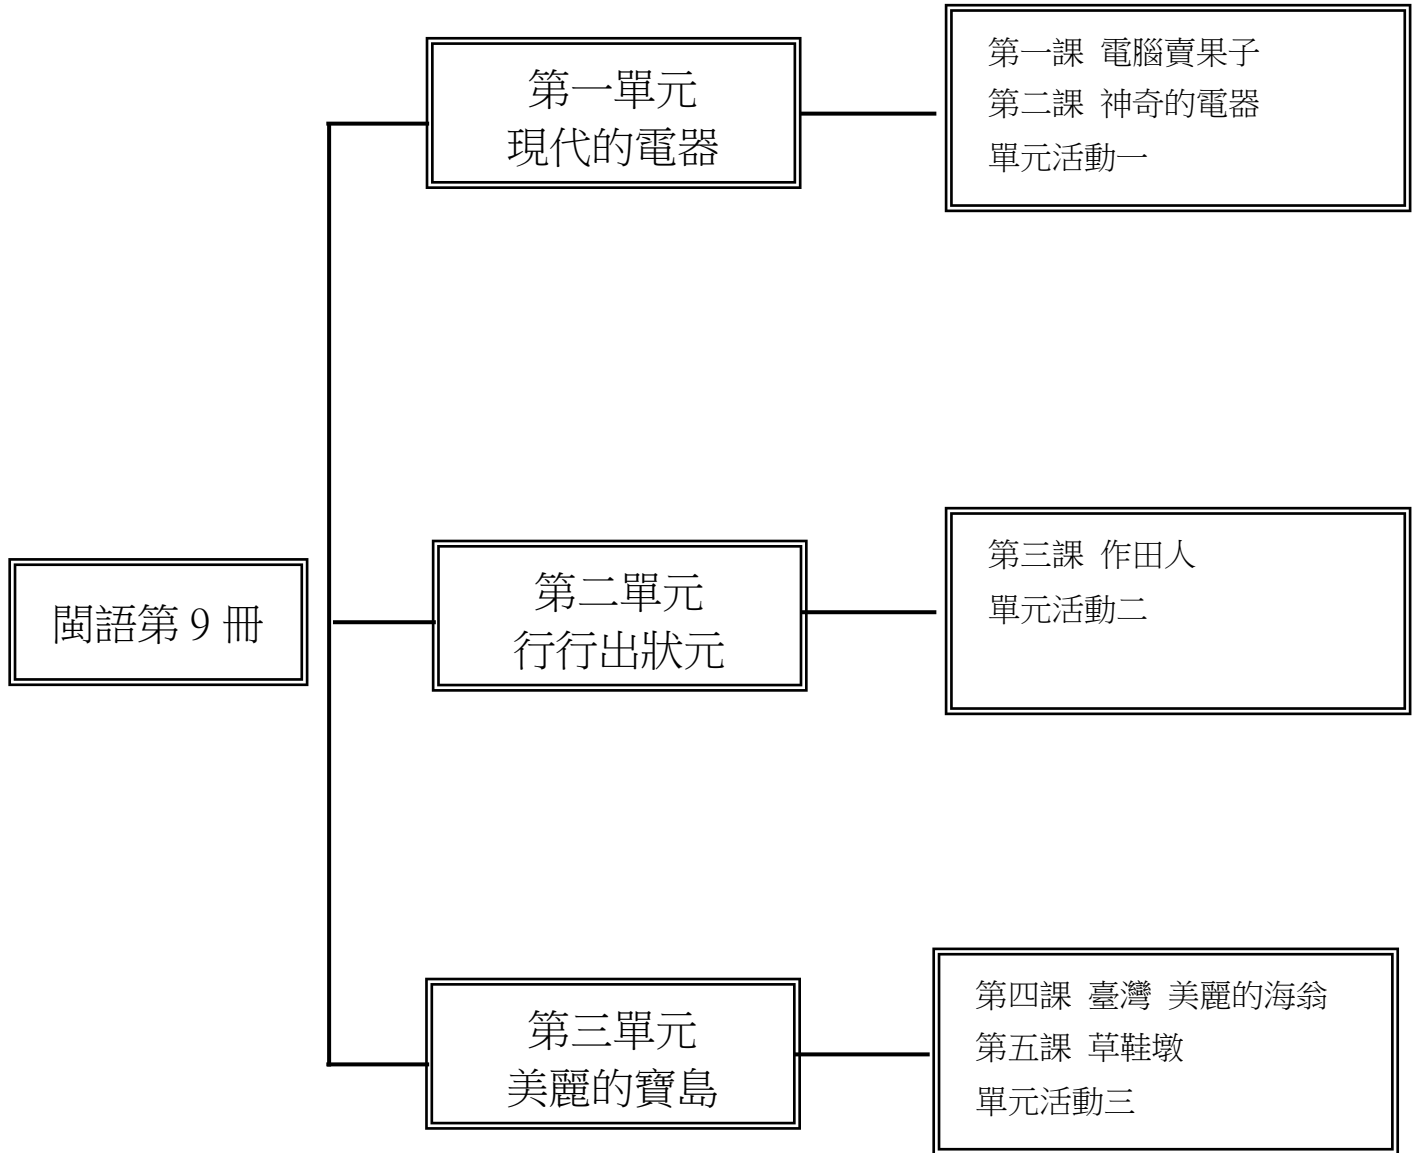 閩語第 9 冊
第一單元
現代的電器
第一課 電腦賣果子
第二課 神奇的電器
單元活動一
第二單元
行行出狀元
第三課 作田人
單元活動二
第三單元
美麗的寶島
第四課 臺灣 美麗的海翁
第五課 草鞋墩
單元活動三